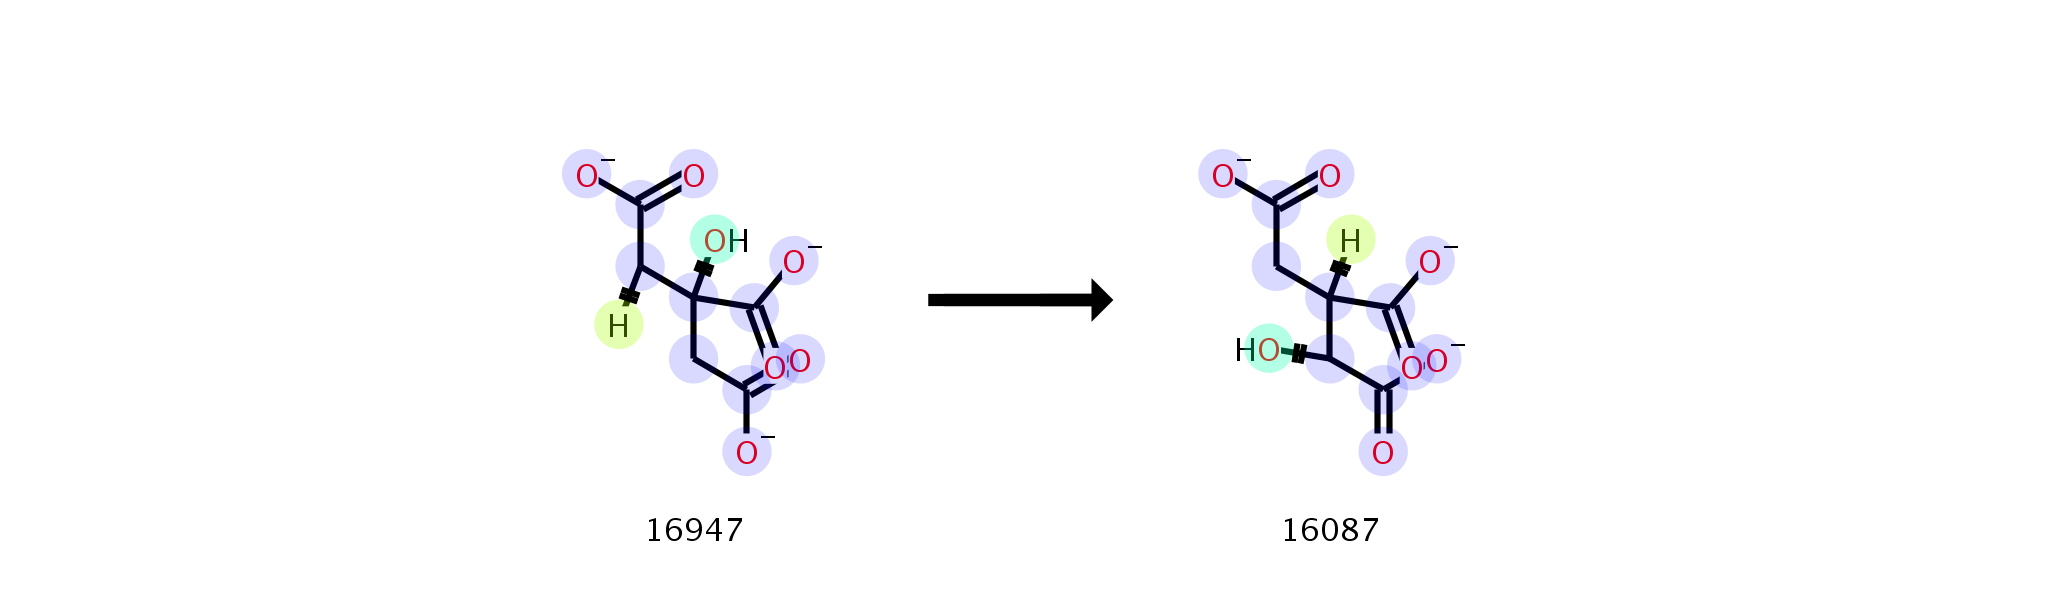 O− O O− O
OH O− H O−
H HO
O O O O−
O− O
16947 16087